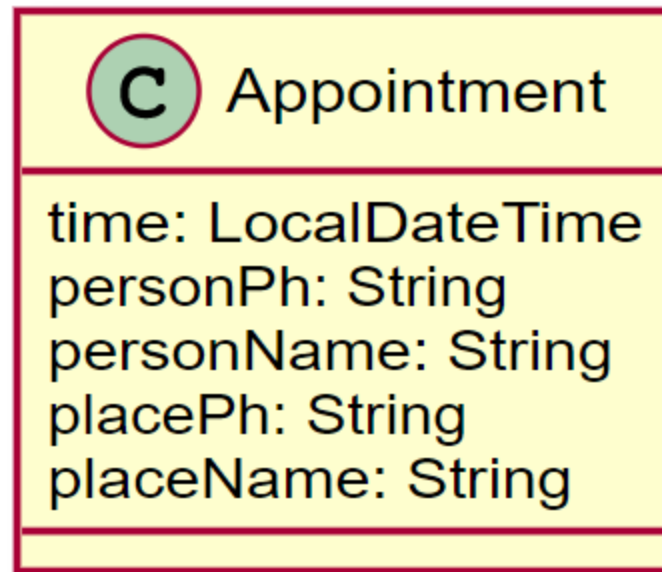 C Appointment
time: LocalDateTime
personPh: String
personName: String
placePh: String
placeName: String